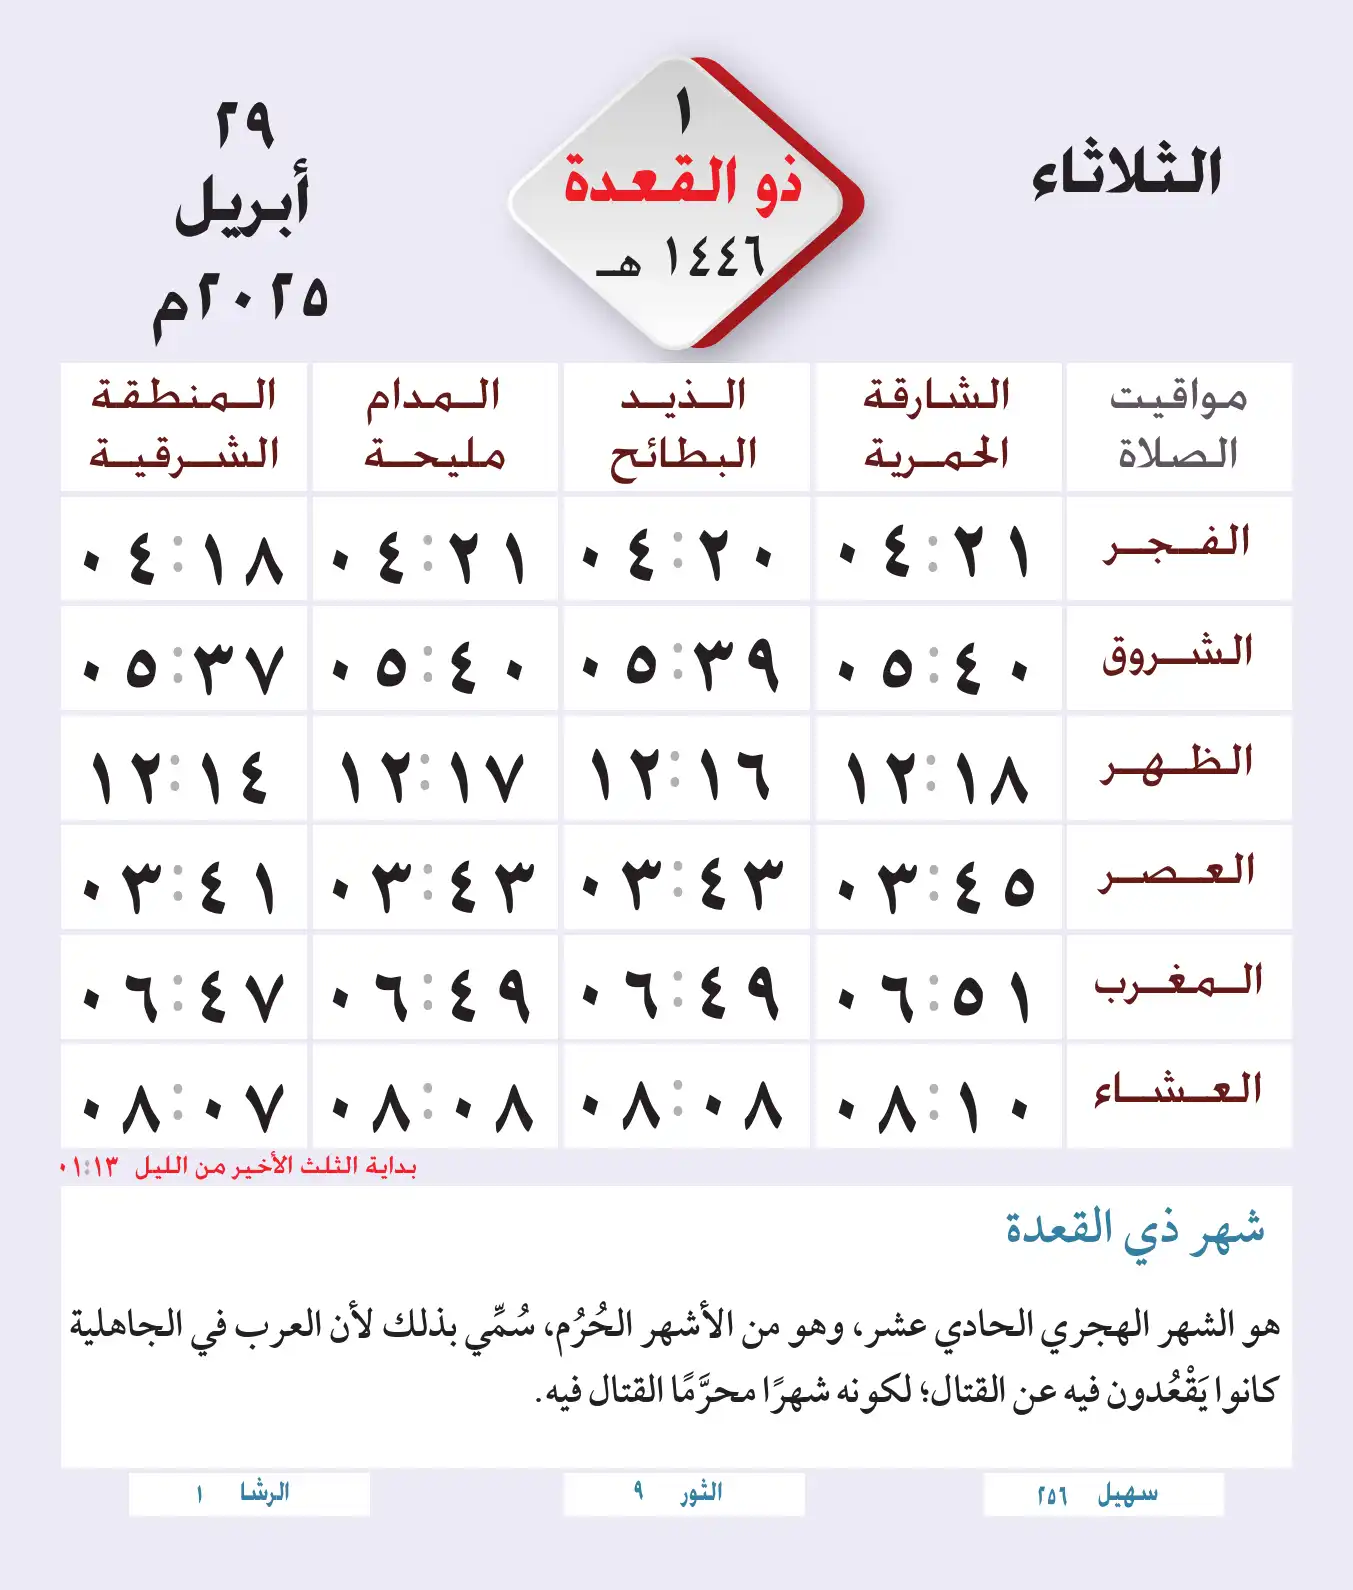 الثلاثاء
١
ذو القعدة
١٤٤٦ هـ
٢٩
أبريل
٢٠٢٥م
مواقيت الصلاة | الشارقة الحمرية | الذيد البطائح | المدام مليحة | المنطقة الشرقية
الفجر ٠٤:٢١ ٠٤:٢٠ ٠٤:٢١ ٠٤:١٨
الشروق ٠٥:٤٠ ٠٥:٣٩ ٠٥:٤٠ ٠٥:٣٧
الظهر ١٢:١٨ ١٢:١٦ ١٢:١٧ ١٢:١٤
العصر ٠٣:٤٥ ٠٣:٤٣ ٠٣:٤٣ ٠٣:٤١
المغرب ٠٦:٥١ ٠٦:٤٩ ٠٦:٤٩ ٠٦:٤٧
العشاء ٠٨:١٠ ٠٨:٠٨ ٠٨:٠٨ ٠٨:٠٧
بداية الثلث الأخير من الليل ٠١:١٣
شهر ذي القعدة
هو الشهر الهجري الحادي عشر، وهو من الأشهر الحُرُم، سُمِّي بذلك لأن العرب في الجاهلية
كانوا يَقْعُدون فيه عن القتال؛ لكونه شهرًا محرَّمًا القتال فيه.
سهيل ٢٥٦
الثور ٩
الرشا ١